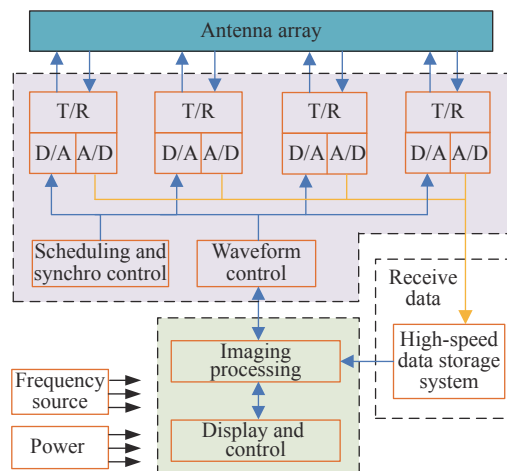 Antenna array
T/R
T/R
T/R
T/R
D/A A/D
D/A A/D
D/A A/D
D/A A/D
Scheduling and
synchro control
Waveform
control
Receive
data
High-speed
data storage
system
Imaging
processing
Frequency
source
Display and
control
Power